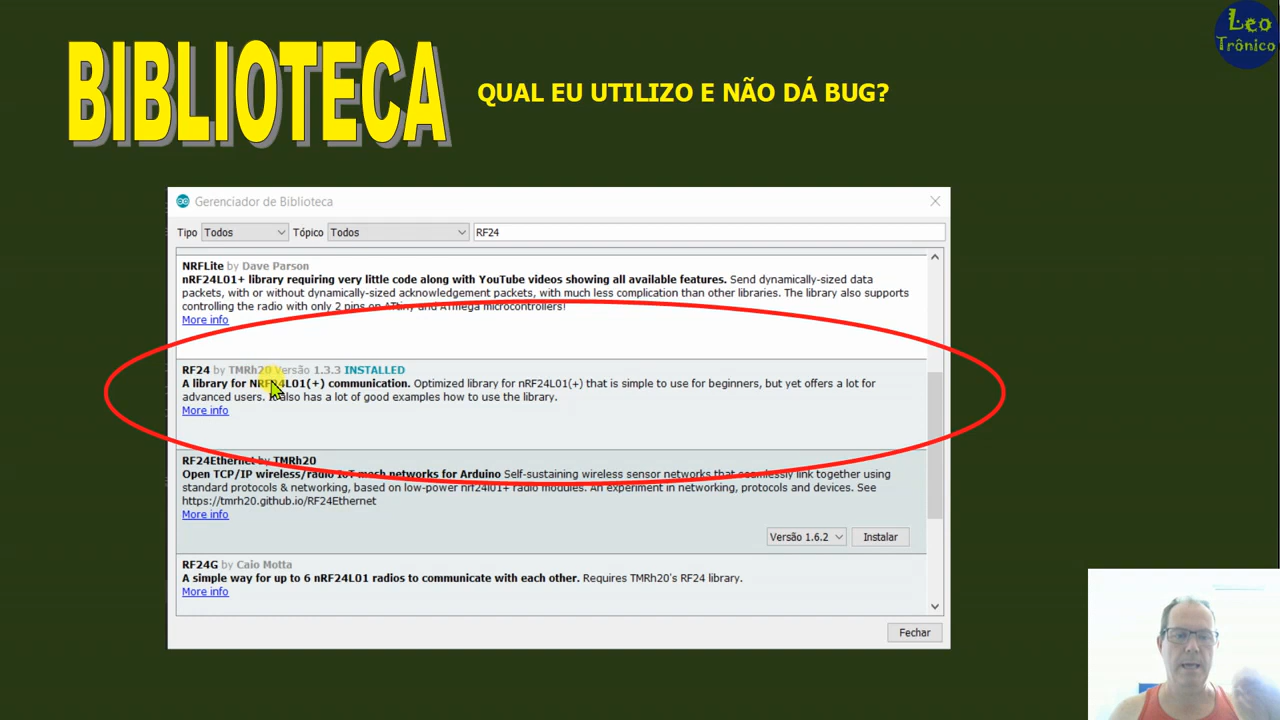 Leo
Trônico
BIBLIOTECA
QUAL EU UTILIZO E NÃO DÁ BUG?
Gerenciador de Biblioteca
Tipo Todos Tópico Todos RF24
NRFLite by Dave Parson
nRF24L01+ library requiring very little code along with YouTube videos showing all available features. Send dynamically-sized data
packets, with or without dynamically-sized acknowledgement packets, with much less complication than other libraries. The library also supports
controlling the radio with only 2 pins on ATtiny and ATmega microcontrollers!
More info
RF24 by TMRh20 Versão 1.3.3 INSTALLED
A library for NRF24L01(+) communication. Optimized library for nRF24L01(+) that is simple to use for beginners, but yet offers a lot for
advanced users. It also has a lot of good examples how to use the library.
More info
RF24Ethernet by TMRh20
Open TCP/IP wireless/radio IoT mesh networks for Arduino Self-sustaining wireless sensor networks that seamlessly link together using
standard protocols & networking, based on low-power nrf24l01+ radio modules. An experiment in networking, protocols and devices. See
https://tmrh20.github.io/RF24Ethernet
More info
Versão 1.6.2 Instalar
RF24G by Caio Motta
A simple way for up to 6 nRF24L01 radios to communicate with each other. Requires TMRh20's RF24 library.
More info
Fechar